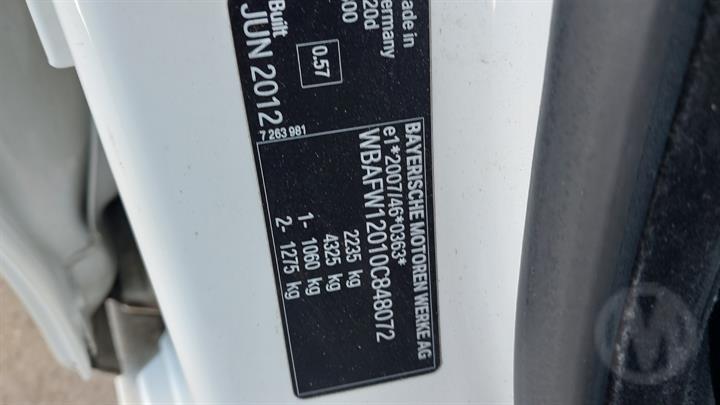 BAYERISCHE MOTOREN WERKE AG
e1*2007/46*0363*
WBAFW12010C848072
2235 kg
4325 kg
1- 1060 kg
2- 1275 kg
ade in
ermany
20d
00
0.57
Built
JUN 2012
7 263 981
M